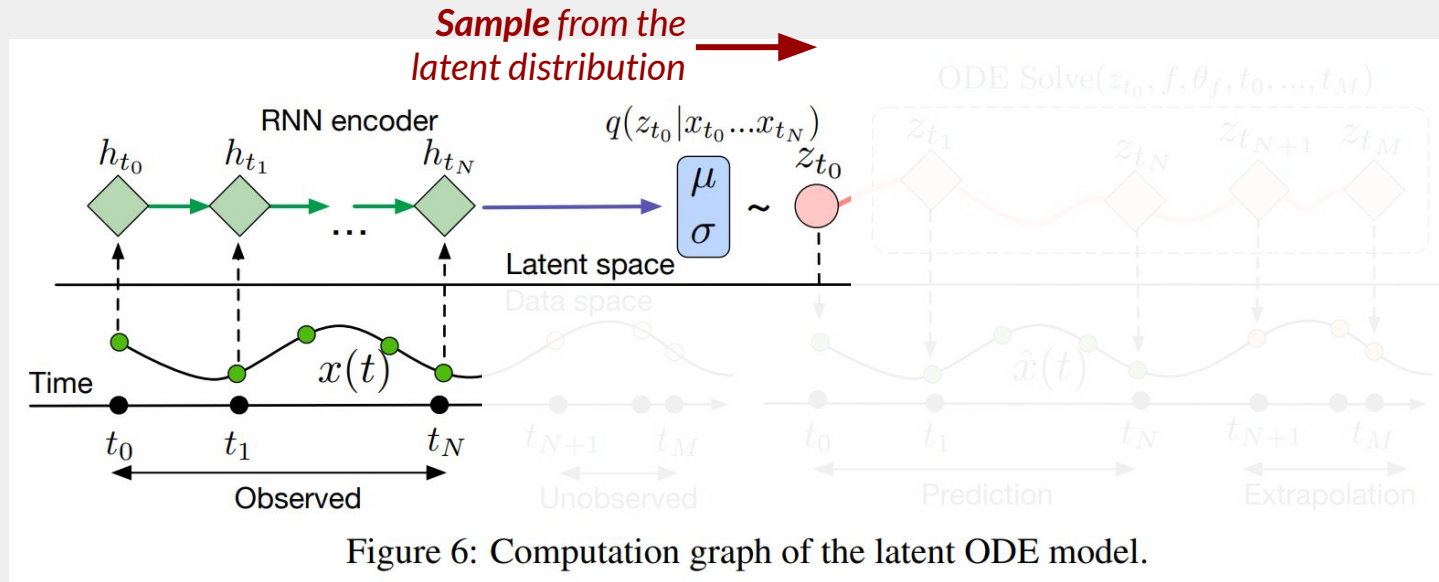 Sample from the
latent distribution
ODE Solve(z_{t_0}, f, θ_f, t_0, ..., t_M)
RNN encoder
q(z_{t_0}|x_{t_0}...x_{t_N})
h_{t_0} h_{t_1} h_{t_N} z_{t_0} z_{t_1} z_{t_N} z_{t_{N+1}} z_{t_M}
μ
σ
~
...
Latent space
Data space
x(t) x̂(t)
Time
t_0 t_1 t_N t_{N+1} t_M t_0 t_1 t_N t_{N+1} t_M
Observed Unobserved Prediction Extrapolation
Figure 6: Computation graph of the latent ODE model.